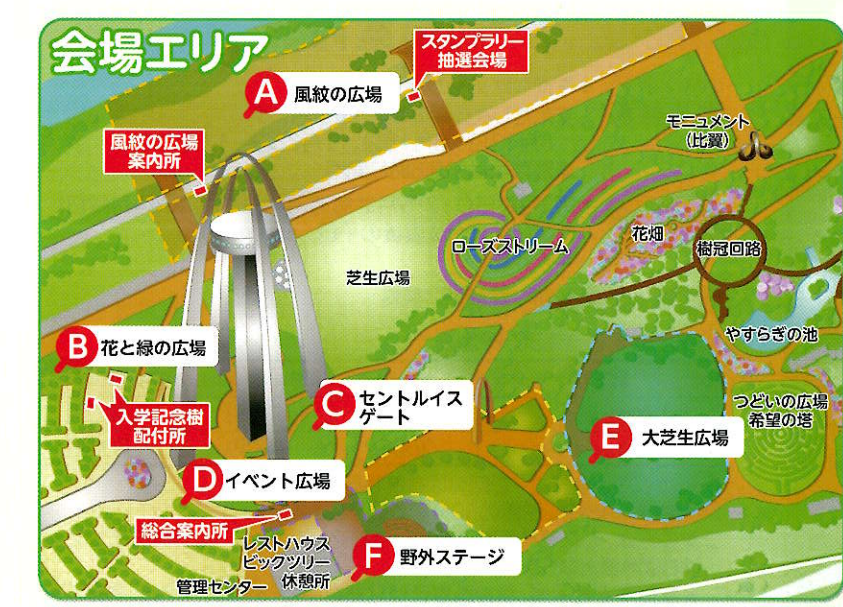 会場エリア
スタンプラリー
抽選会場
A 風紋の広場
モニュメント
(比翼)
風紋の広場
案内所
ローズストリーム
花畑
樹冠回路
芝生広場
やすらぎの池
B 花と緑の広場
入学記念樹
配付所
C セントルイス
ゲート
つどいの広場
希望の塔
E 大芝生広場
D イベント広場
総合案内所
レストハウス
ビックツリー
休憩所
管理センター
F 野外ステージ